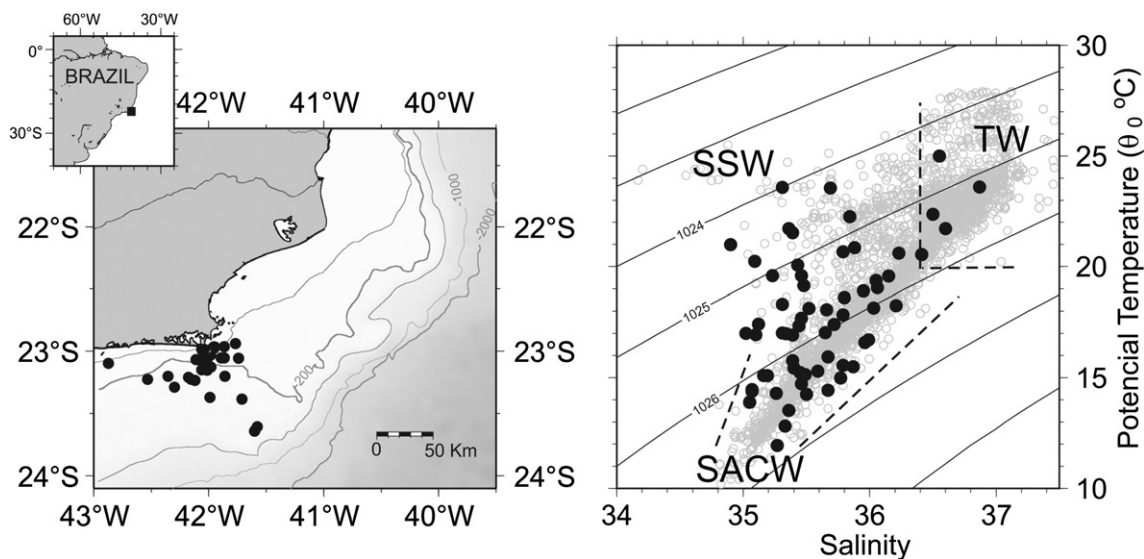 60°W 30°W
0°
BRAZIL
30°S
42°W 41°W 40°W
-1000
-2000
22°S 22°S
23°S 23°S
-200
0 50 Km
24°S 24°S
43°W 42°W 41°W 40°W
30
TW
SSW
25
1024
20
1025
15
1026
SACW
10
34 35 36 37
Salinity
Potencial Temperature (θ₀ °C)